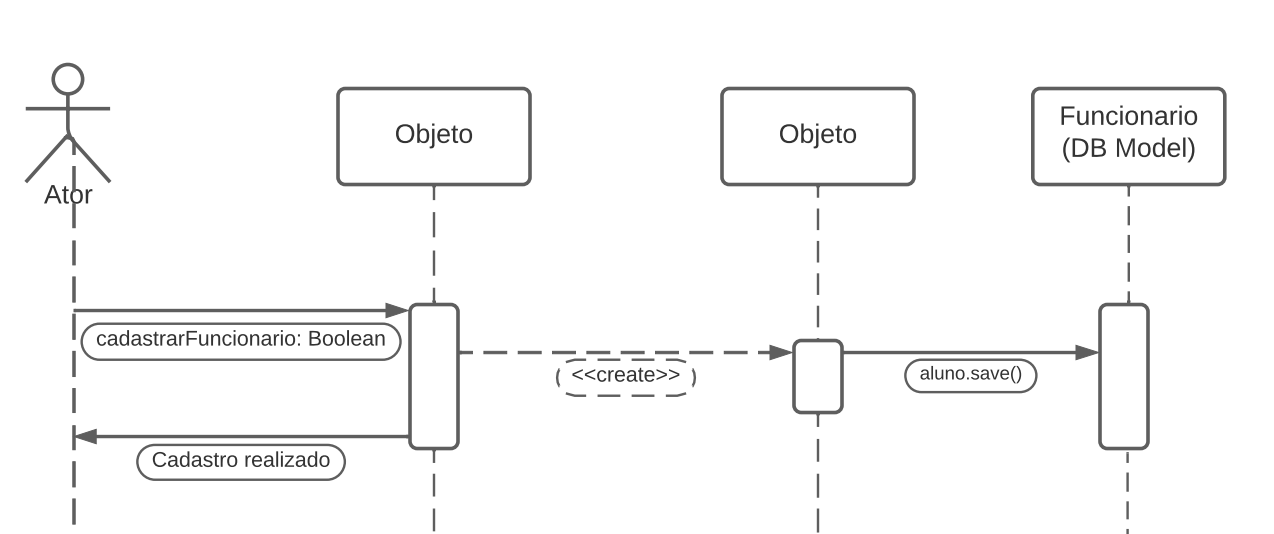 Ator
Objeto
Objeto
Funcionario
(DB Model)
cadastrarFuncionario: Boolean
<<create>>
aluno.save()
Cadastro realizado